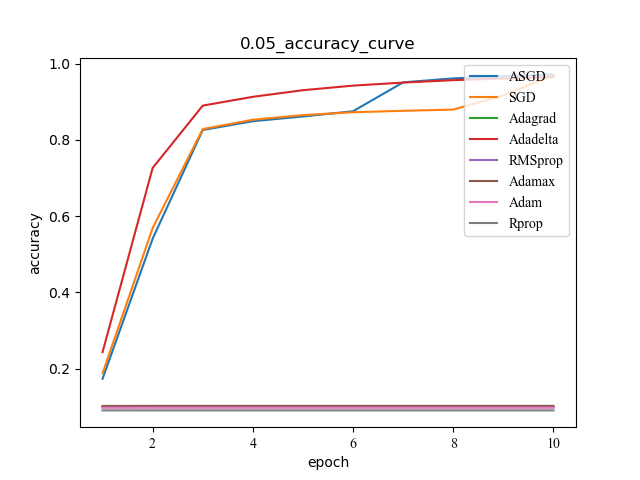 0.05_accuracy_curve
1.0
0.8
0.6
0.4
0.2
accuracy
2
4
6
8
10
epoch
ASGD
SGD
Adagrad
Adadelta
RMSprop
Adamax
Adam
Rprop